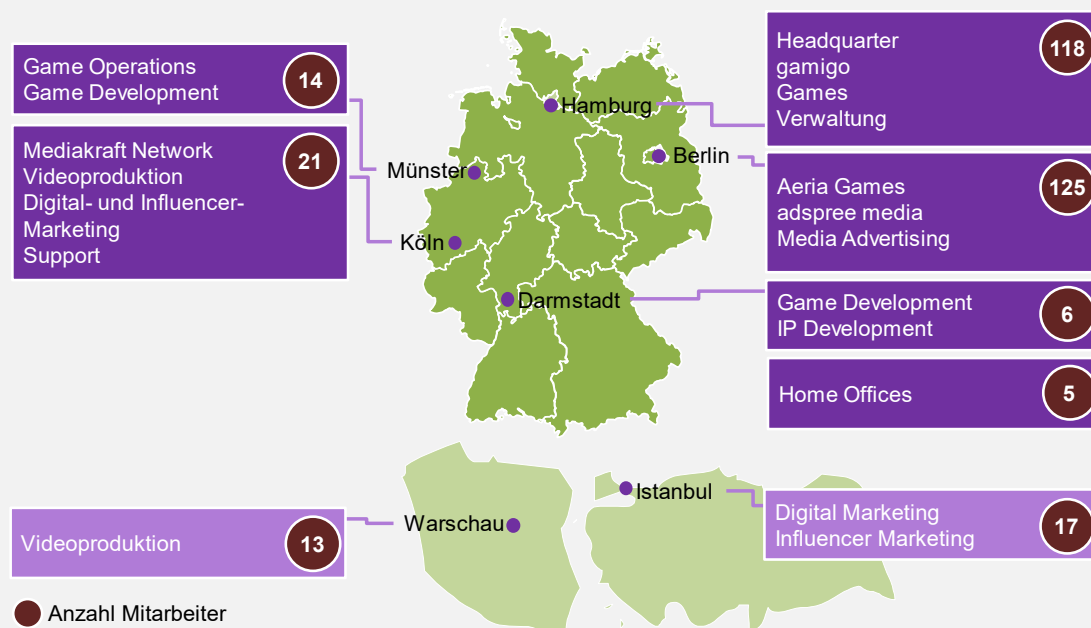 Game Operations
Game Development
14
Mediakraft Network
Videoproduktion
Digital- und Influencer-
Marketing
Support
21
Hamburg
Berlin
Münster
Köln
Darmstadt
Headquarter
gamigo
Games
Verwaltung
118
Aeria Games
adspree media
Media Advertising
125
Game Development
IP Development
6
Home Offices
5
Warschau
Istanbul
Videoproduktion
13
Digital Marketing
Influencer Marketing
17
Anzahl Mitarbeiter